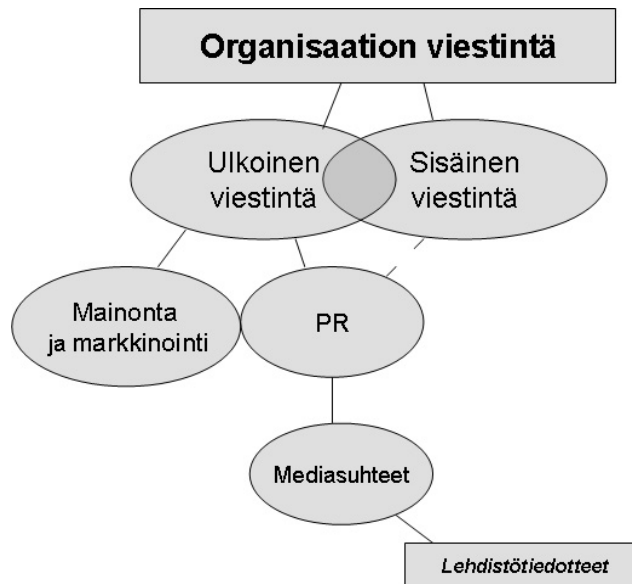 Organisaation viestintä
Ulkoinen
viestintä
Sisäinen
viestintä
Mainonta
ja markkinointi
PR
Mediasuhteet
Lehdistötiedotteet